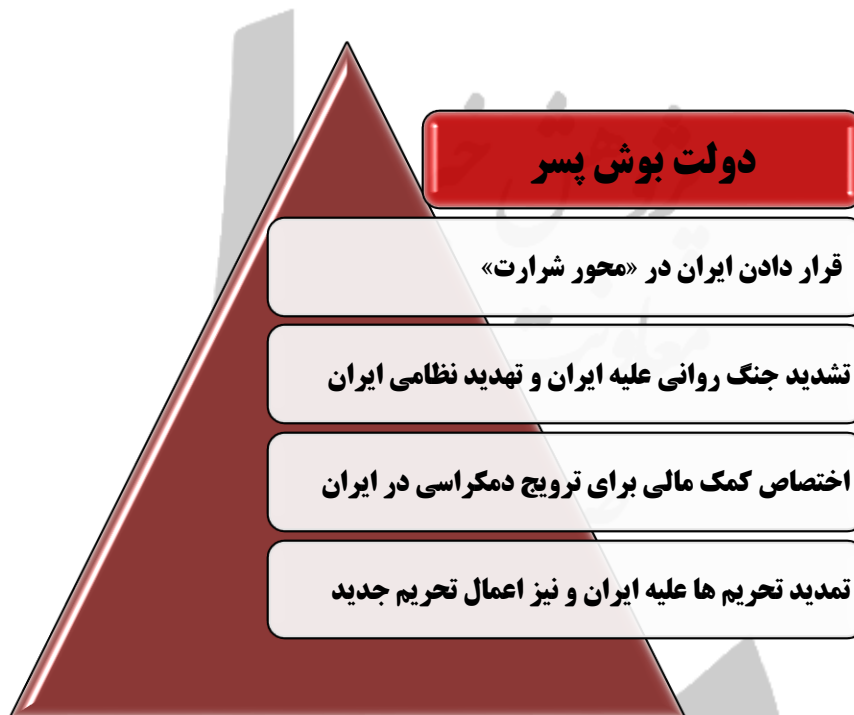 دولت بوش پسر
قرار دادن ایران در «محور شرارت»
تشدید جنگ روانی علیه ایران و تهدید نظامی ایران
اختصاص کمک مالی برای ترویج دمکراسی در ایران
تمدید تحریم ها علیه ایران و نیز اعمال تحریم جدید